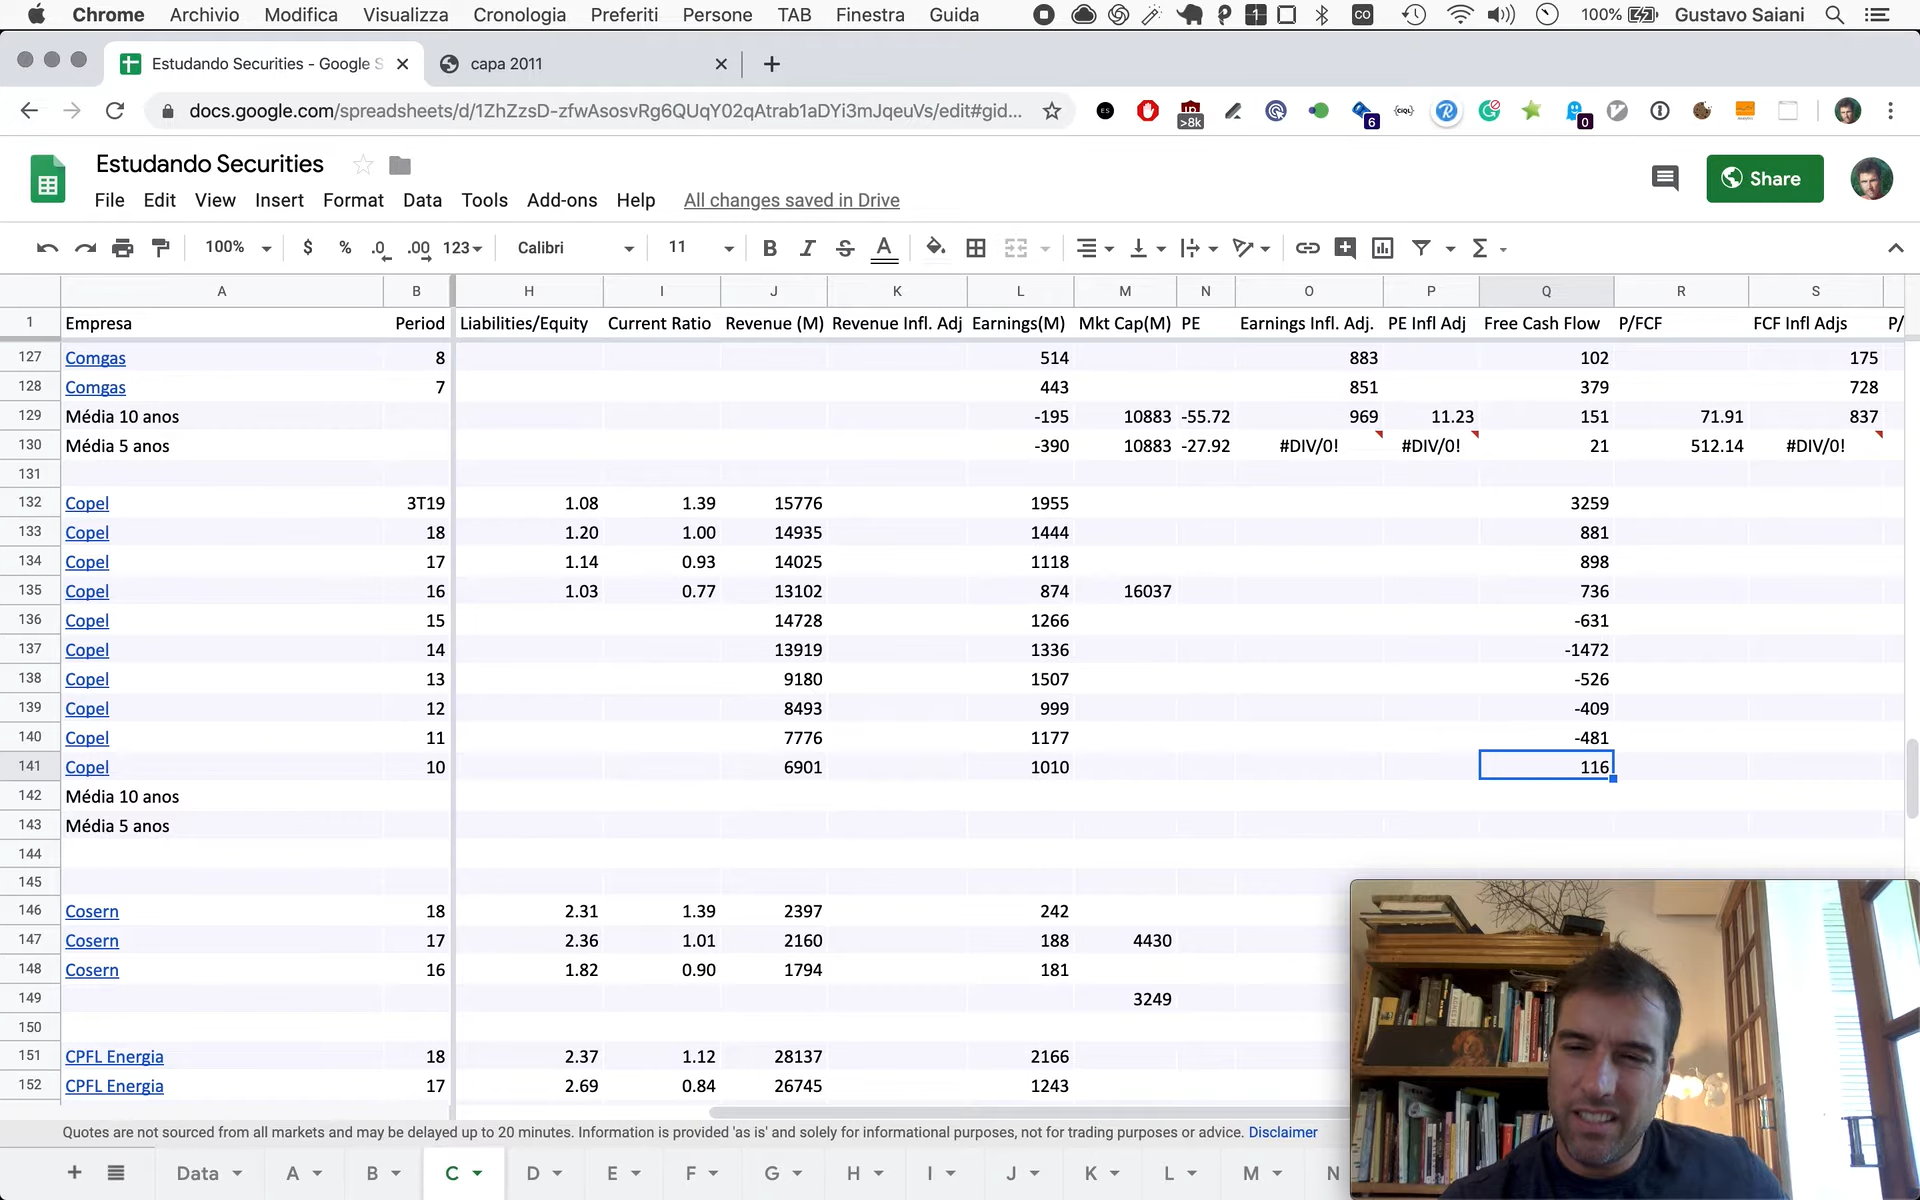 Chrome Archivio Modifica Visualizza Cronologia Preferiti Persone TAB Finestra Guida 100% Gustavo Saiani
Estudando Securities - Google S capa 2011
docs.google.com/spreadsheets/d/1ZhZzsD-zfwAsosvRg6QUqY02qAtrab1aDYi3mJqeuVs/edit#gid... >8k 6 0
Estudando Securities
Share
File Edit View Insert Format Data Tools Add-ons Help All changes saved in Drive
100% $ % .0 .00 123 Calibri 11 B I S A
A B H I J K L M N O P Q R S
1 Empresa Period Liabilities/Equity Current Ratio Revenue (M) Revenue Infl. Adj Earnings(M) Mkt Cap(M) PE Earnings Infl. Adj. PE Infl Adj Free Cash Flow P/FCF FCF Infl Adjs P/
127 Comgas 8 514 883 102 175
128 Comgas 7 443 851 379 728
129 Média 10 anos -195 10883 -55.72 969 11.23 151 71.91 837
130 Média 5 anos -390 10883 -27.92 #DIV/0! #DIV/0! 21 512.14 #DIV/0!
131
132 Copel 3T19 1.08 1.39 15776 1955 3259
133 Copel 18 1.20 1.00 14935 1444 881
134 Copel 17 1.14 0.93 14025 1118 898
135 Copel 16 1.03 0.77 13102 874 16037 736
136 Copel 15 14728 1266 -631
137 Copel 14 13919 1336 -1472
138 Copel 13 9180 1507 -526
139 Copel 12 8493 999 -409
140 Copel 11 7776 1177 -481
141 Copel 10 6901 1010 116
142 Média 10 anos
143 Média 5 anos
144
145
146 Cosern 18 2.31 1.39 2397 242
147 Cosern 17 2.36 1.01 2160 188 4430
148 Cosern 16 1.82 0.90 1794 181
149 3249
150
151 CPFL Energia 18 2.37 1.12 28137 2166
152 CPFL Energia 17 2.69 0.84 26745 1243
Quotes are not sourced from all markets and may be delayed up to 20 minutes. Information is provided 'as is' and solely for informational purposes, not for trading purposes or advice. Disclaimer
Data A B C D E F G H I J K L M N